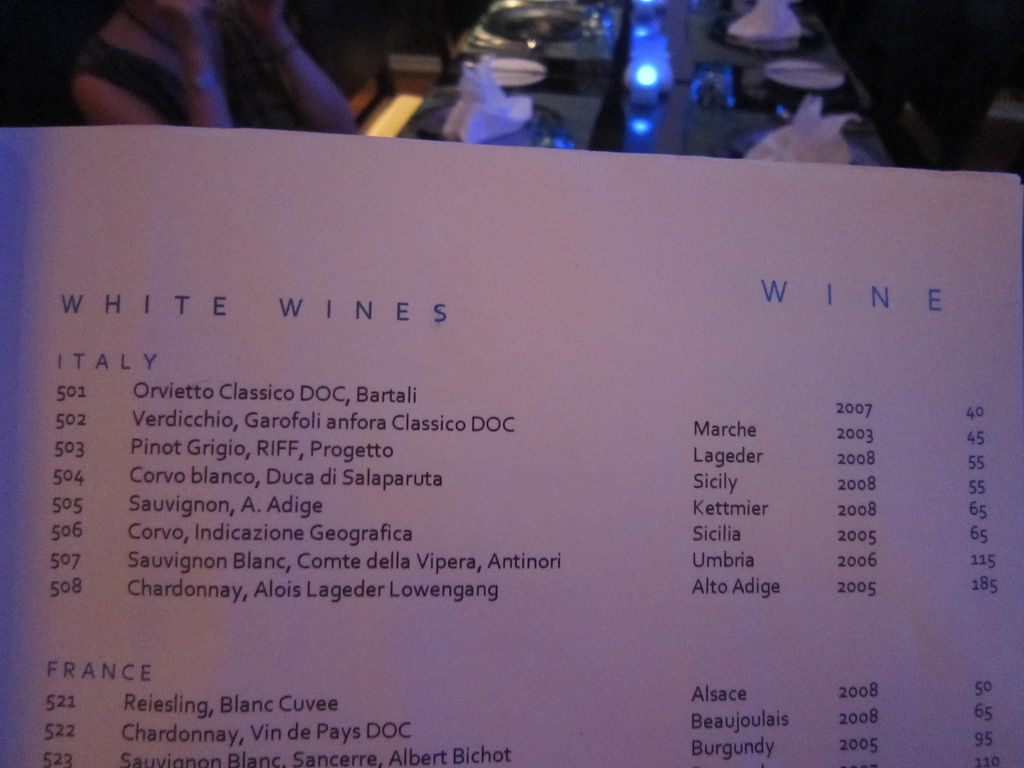 WHITE WINES WINE
ITALY
501 Orvietto Classico DOC, Bartali 2007 40
502 Verdicchio, Garofoli anfora Classico DOC Marche 2003 45
503 Pinot Grigio, RIFF, Progetto Lageder 2008 55
504 Corvo blanco, Duca di Salaparuta Sicily 2008 55
505 Sauvignon, A. Adige Kettmier 2008 65
506 Corvo, Indicazione Geografica Sicilia 2005 65
507 Sauvignon Blanc, Comte della Vipera, Antinori Umbria 2006 115
508 Chardonnay, Alois Lageder Lowengang Alto Adige 2005 185
FRANCE
521 Reiesling, Blanc Cuvee Alsace 2008 50
522 Chardonnay, Vin de Pays DOC Beaujoulais 2008 65
523 Sauvignon Blanc, Sancerre, Albert Bichot Burgundy 2005 95
110